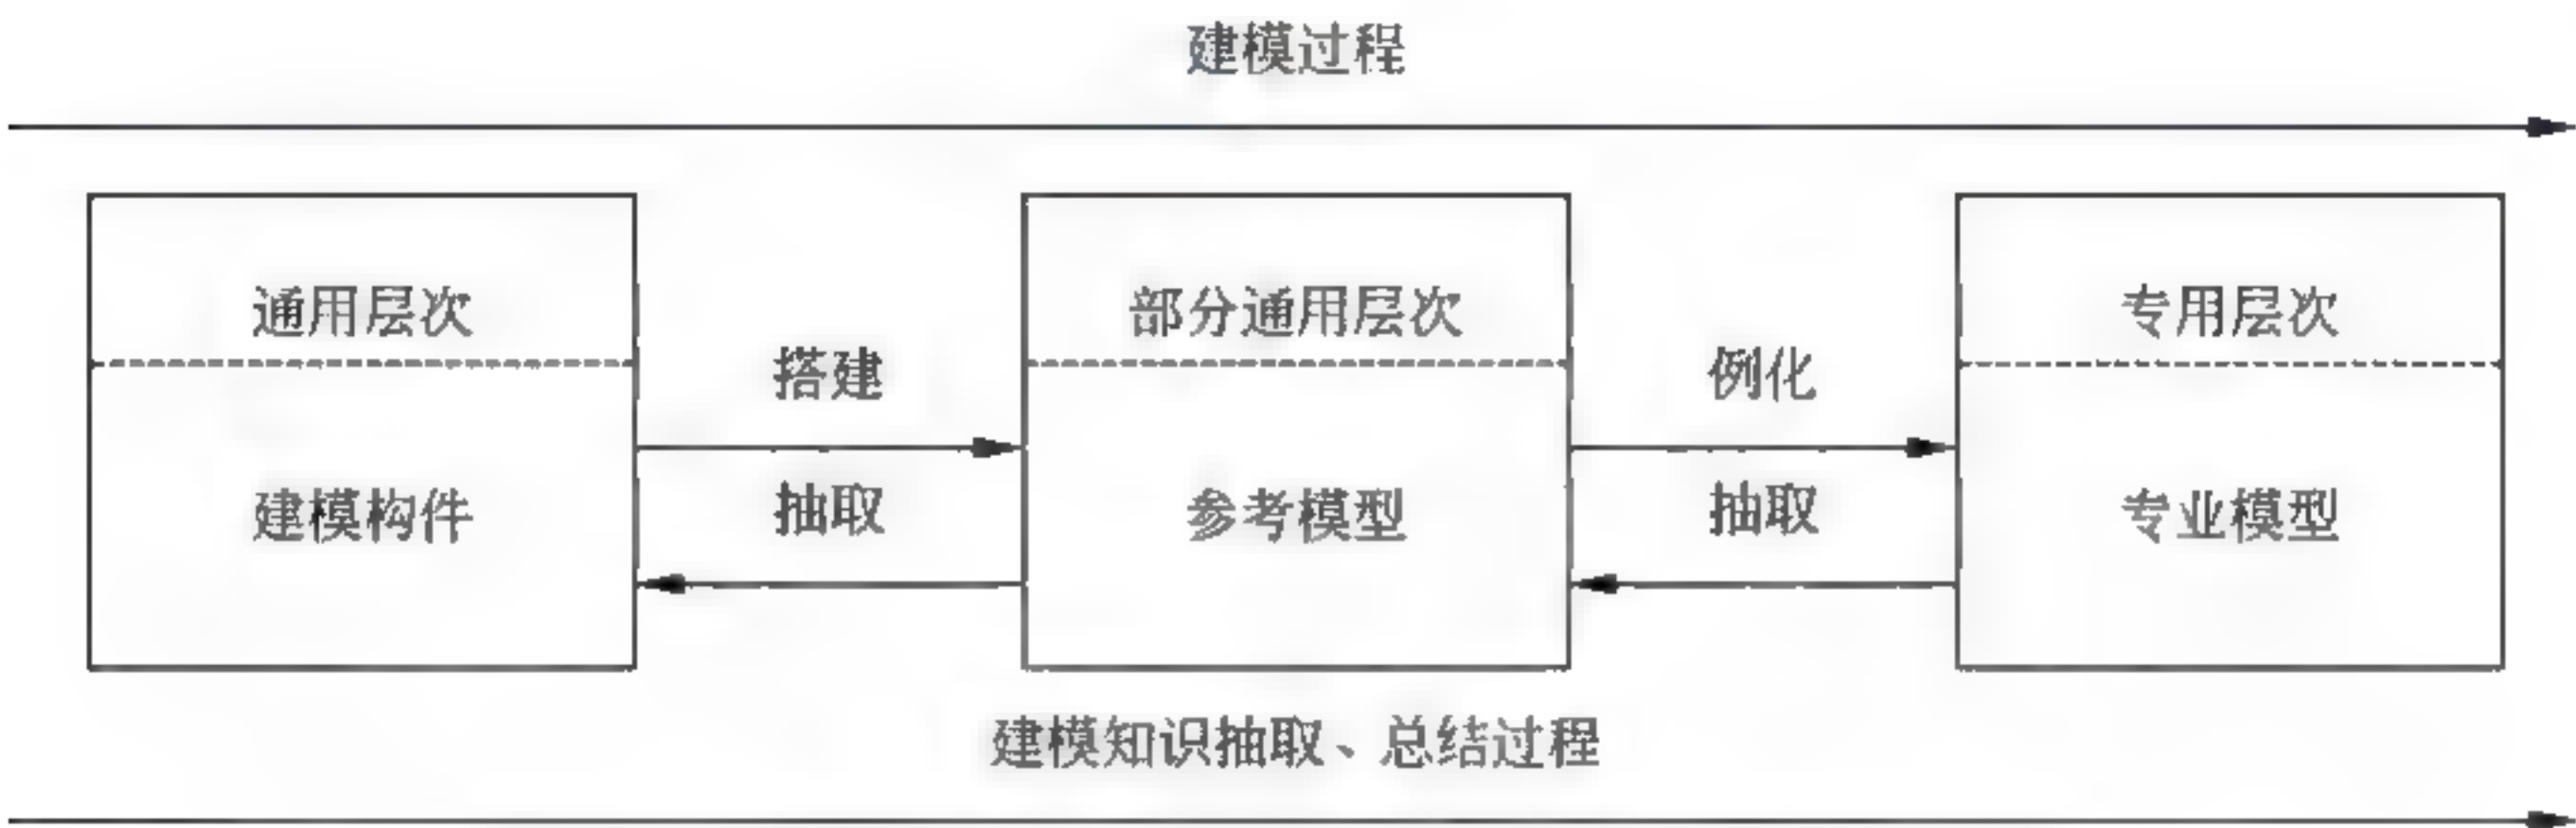 建模过程
通用层次
建模构件
搭建
抽取
部分通用层次
参考模型
例化
抽取
专用层次
专业模型
建模知识抽取、总结过程